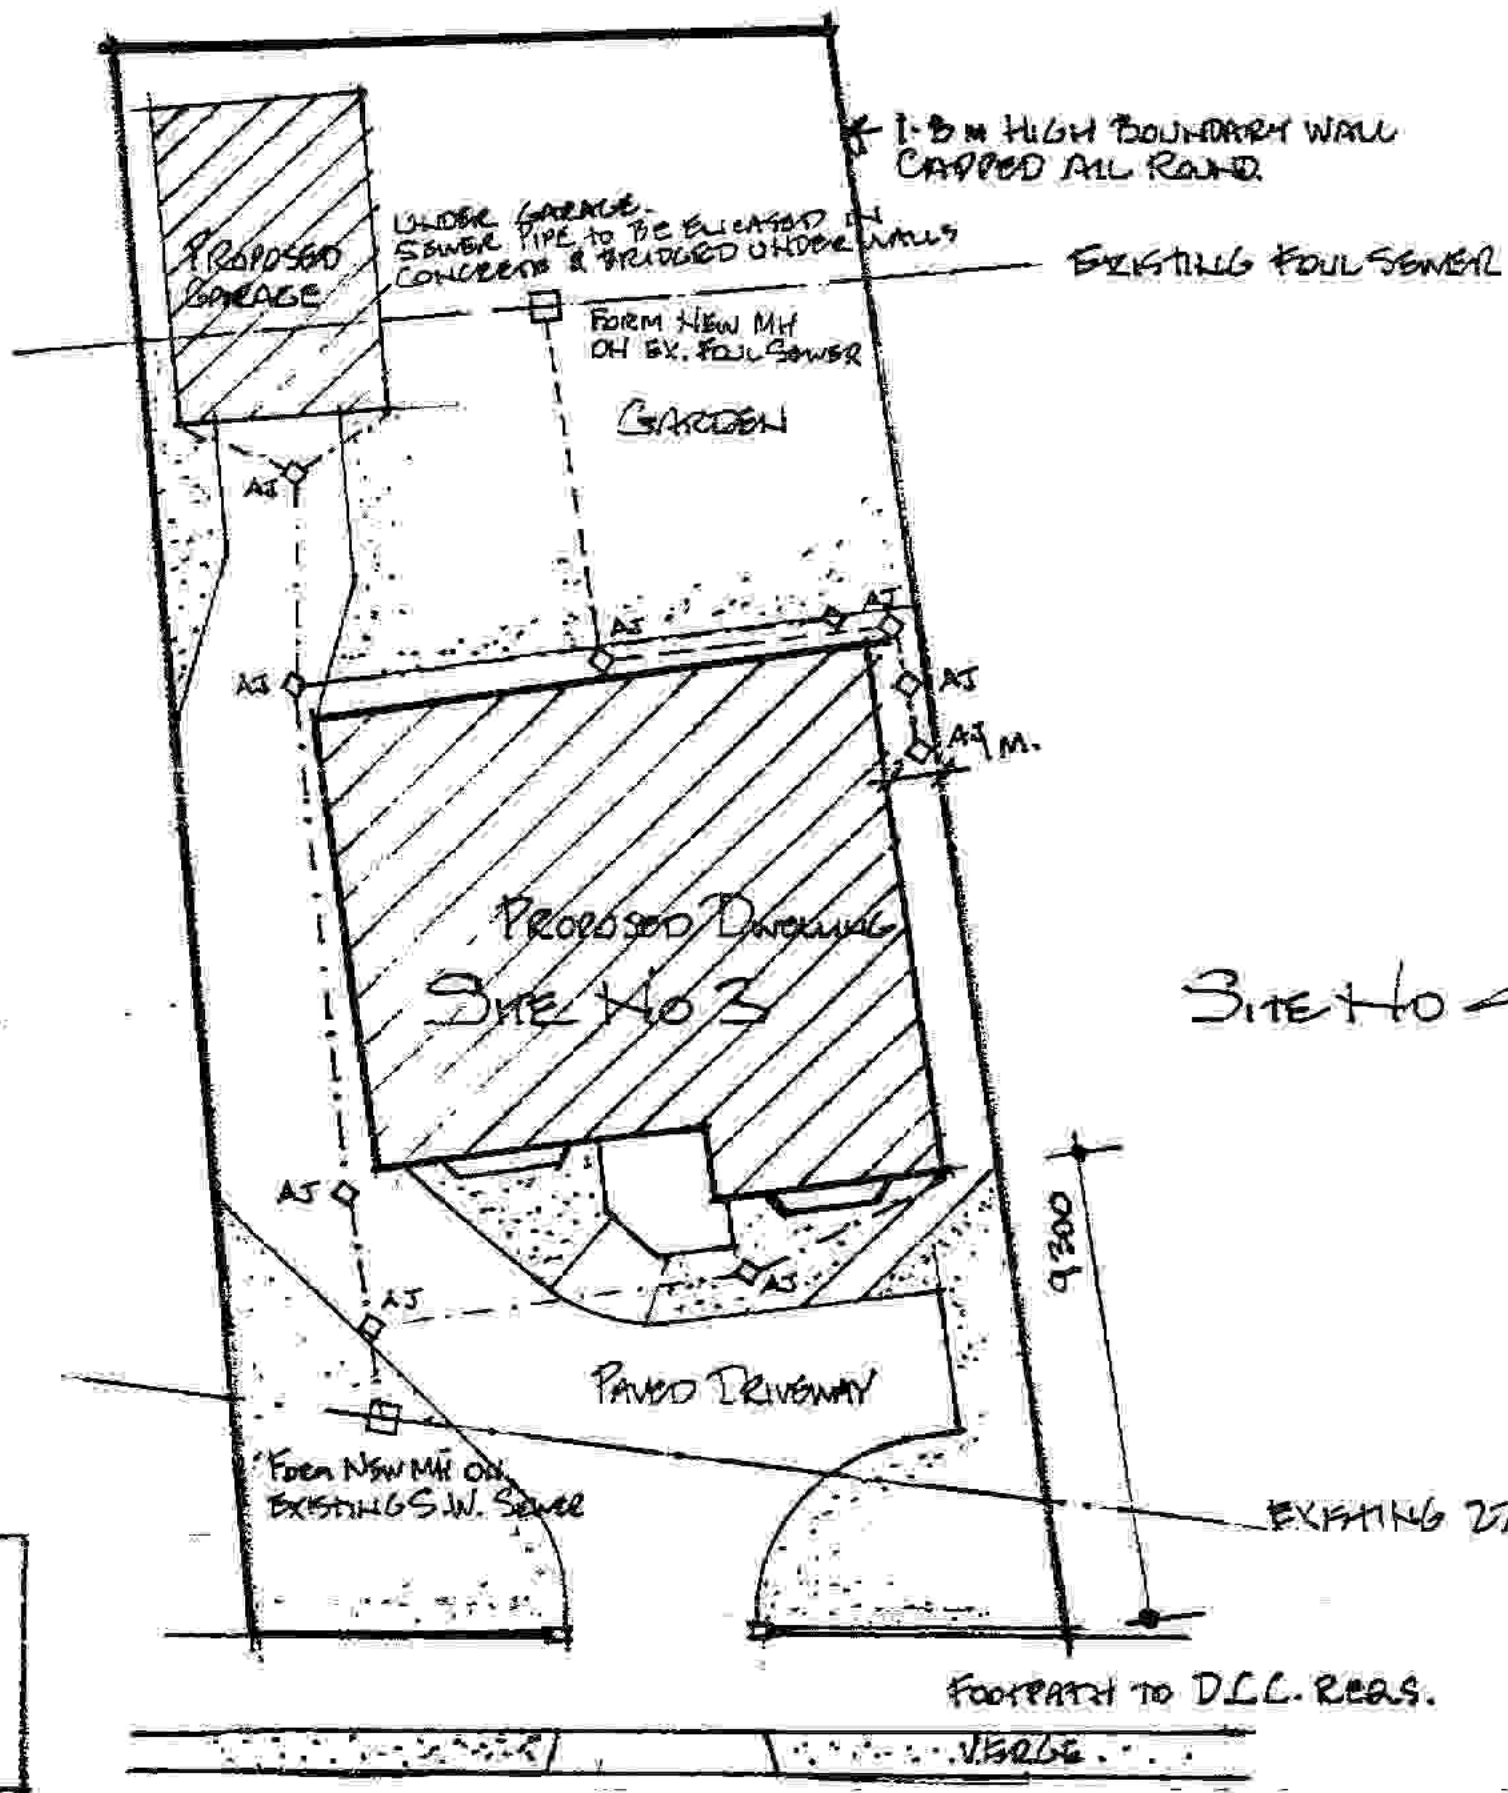 1.8M HIGH BOUNDARY WALL
CAPPED ALL ROUND.
UNDER GARAGE.
SEWER PIPE TO BE ENCASED IN
CONCRETE & BRIDGED UNDER WALLS
EXISTING FOUL SEWER
PROPOSED
GARAGE
FORM NEW MH
ON EX. FOUL SEWER
GARDEN
AJ
AJ
AJ
AJ
AJ
AJ
M.
PROPOSED DWELLING
SITE NO 3
SITE NO
AJ
9300
AJ
AJ
PAVED DRIVEWAY
FORM NEW MH ON
EXISTING S.W. SEWER
EXISTING 22
FOOTPATH TO D.C.C. REQS.
VERGE